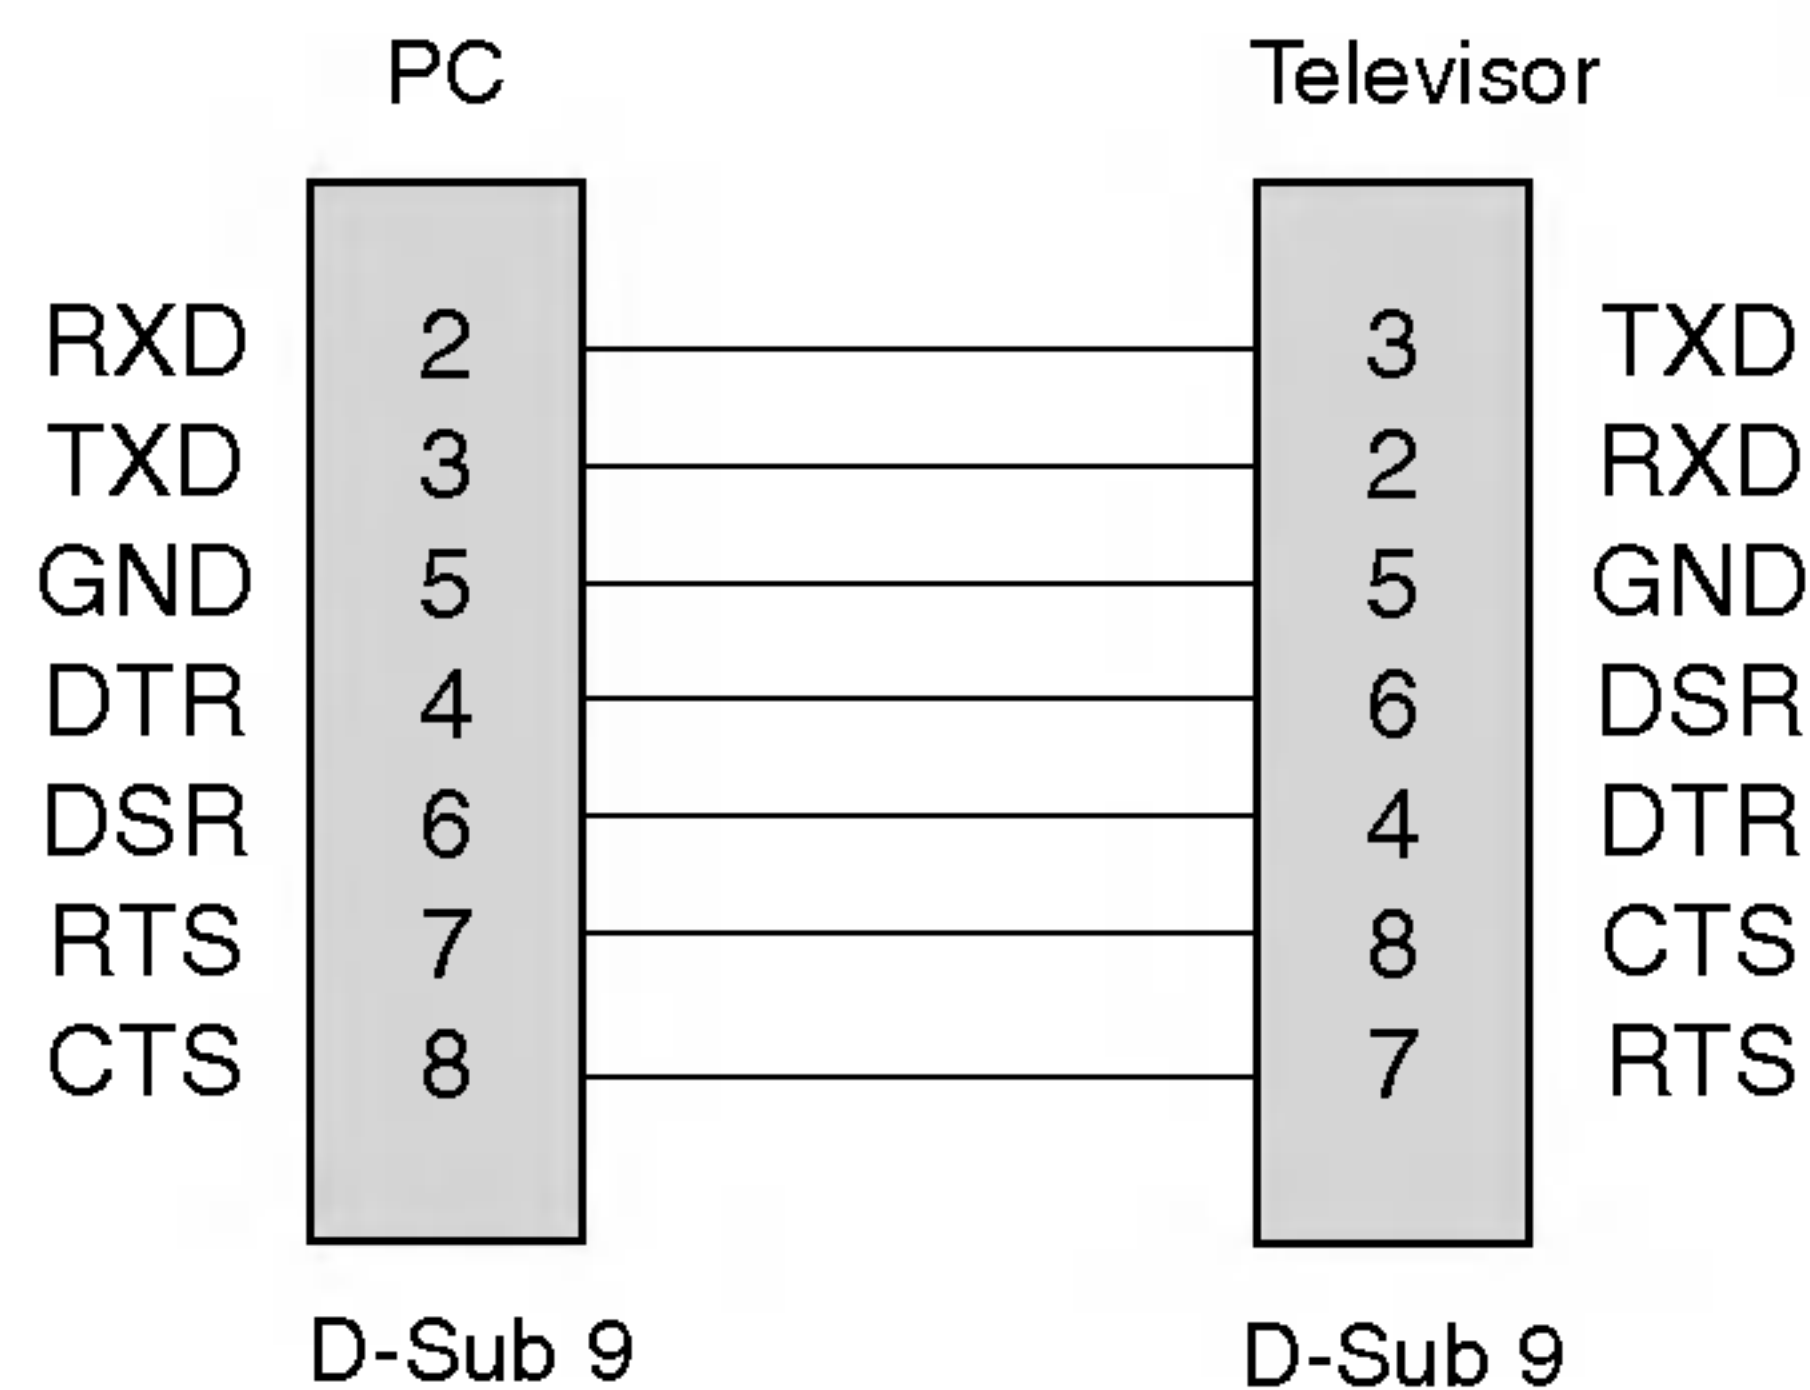 PC Televisor
RXD 2 3 TXD
TXD 3 2 RXD
GND 5 5 GND
DTR 4 6 DSR
DSR 6 4 DTR
RTS 7 8 CTS
CTS 8 7 RTS
D-Sub 9 D-Sub 9